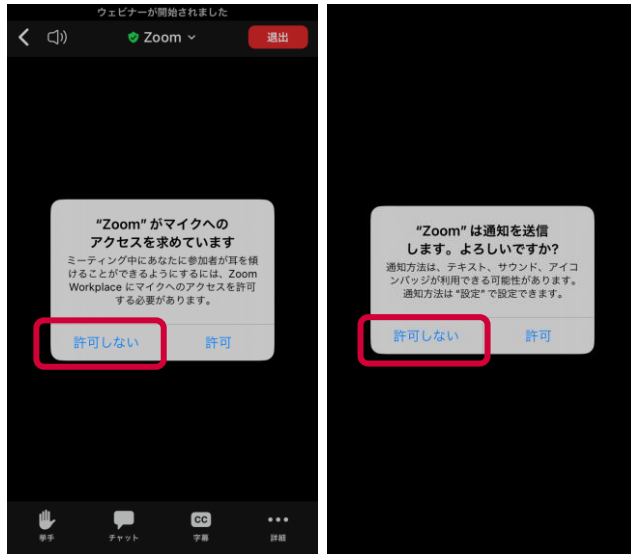 ウェビナーが開始されました
Zoom
退出
“Zoom” がマイクへの
アクセスを求めています
ミーティング中にあなたに参加者が耳を傾
けることができるようにするには、Zoom
Workplace にマイクへのアクセスを許可
する必要があります。
許可しない
許可
挙手
チャット
CC
字幕
詳細
“Zoom” は通知を送信
します。よろしいですか?
通知方法は、テキスト、サウンド、アイコ
ンバッジが利用できる可能性があります。
通知方法は “設定” で設定できます。
許可しない
許可